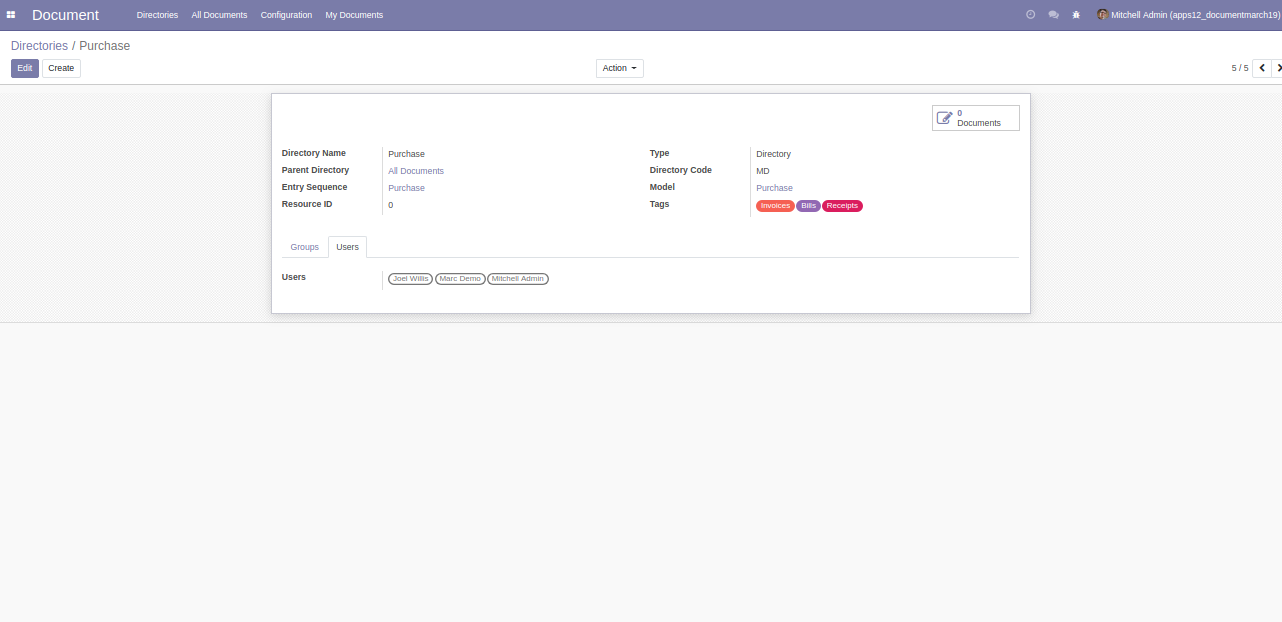 Document Directories All Documents Configuration My Documents Mitchell Admin (apps12_documentmarch19)
Directories / Purchase
Edit Create Action 5 / 5
0
Documents
Directory Name Purchase Type Directory
Parent Directory All Documents Directory Code MD
Entry Sequence Purchase Model Purchase
Resource ID 0 Tags Invoices Bills Receipts
Groups Users
Users Joel Willis Marc Demo Mitchell Admin